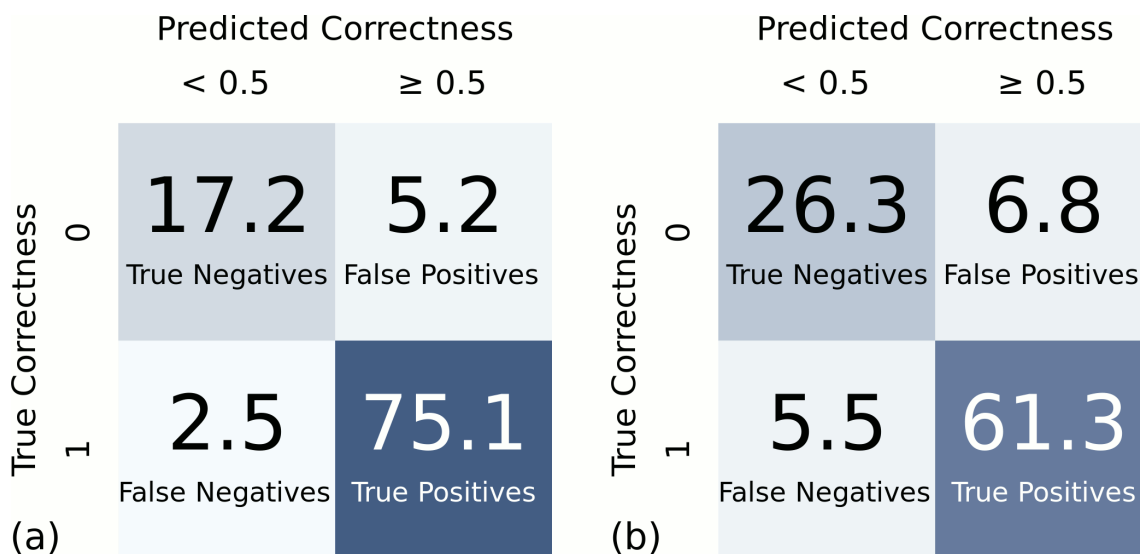 Predicted Correctness
< 0.5 ≥ 0.5
True Correctness
0
17.2 5.2
True Negatives False Positives
1
2.5 75.1
False Negatives True Positives
(a)
Predicted Correctness
< 0.5 ≥ 0.5
True Correctness
0
26.3 6.8
True Negatives False Positives
1
5.5 61.3
False Negatives True Positives
(b)